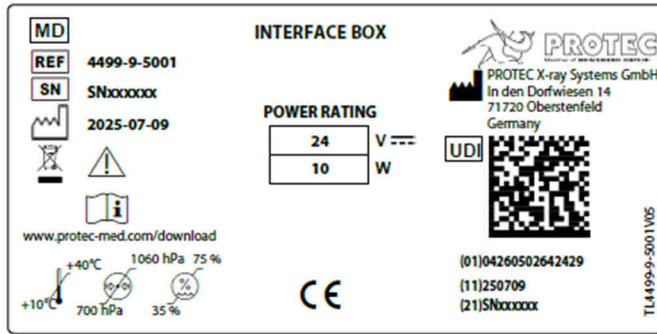 MD
INTERFACE BOX
PROTEC
REF 4499-9-5001
SN SNxxxxxx
2025-07-09
PROTEC X-ray Systems GmbH
In den Dorfwiesen 14
71720 Oberstenfeld
Germany
POWER RATING
24 V
10 W
UDI
i
www.protec-med.com/download
+10°C
+40°C
700 hPa
1060 hPa
35 %
75 %
%
CE
(01)04260502642429
(11)250709
(21)SNxxxxxx
TL4499-9-5001V05